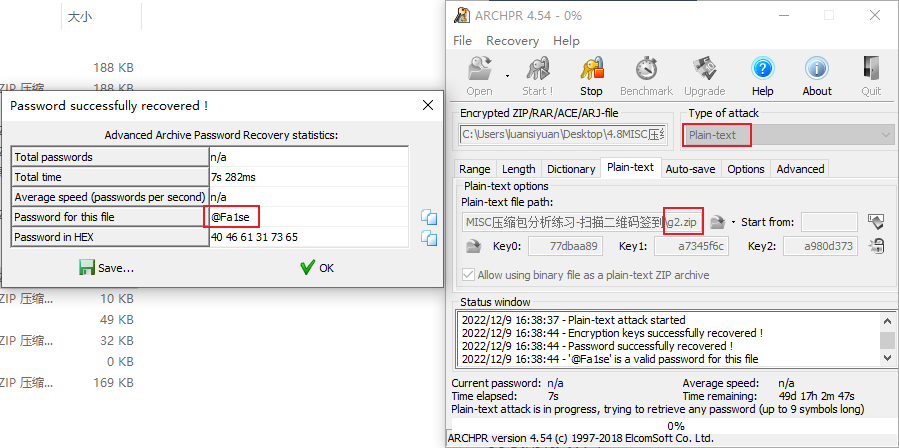 大小
188 KB
ZIP 压缩... 188 KB
Password successfully recovered !
Advanced Archive Password Recovery statistics:
Total passwords n/a
Total time 7s 282ms
Average speed (passwords per second) n/a
Password for this file @Fa1se
Password in HEX 40 46 61 31 73 65
Save... OK
ZIP 压缩... 10 KB
49 KB
ZIP 压缩... 32 KB
0 KB
ZIP 压缩... 169 KB
ARCHPR 4.54 - 0%
File Recovery Help
Open Start ! Stop Benchmark Upgrade Help About Quit
Encrypted ZIP/RAR/ACE/ARJ-file Type of attack
C:\Users\luansiyuan\Desktop\4.8MISC压 Plain-text
Range Length Dictionary Plain-text Auto-save Options Advanced
Plain-text options
Plain-text file path:
MISC压缩包分析练习-扫描二维码签到\g2.zip Start from:
Key0: 77dbaa89 Key1: a7345f6c Key2: a980d373
Allow using binary file as a plain-text ZIP archive
Status window
2022/12/9 16:38:37 - Plain-text attack started
2022/12/9 16:38:44 - Encryption keys successfully recovered !
2022/12/9 16:38:44 - Password successfully recovered !
2022/12/9 16:38:44 - '@Fa1se' is a valid password for this file
Current password: n/a Average speed: n/a
Time elapsed: 7s Time remaining: 49d 17h 2m 47s
Plain-text attack is in progress, trying to retrieve any password (up to 9 symbols long)
0%
ARCHPR version 4.54 (c) 1997-2018 ElcomSoft Co. Ltd.